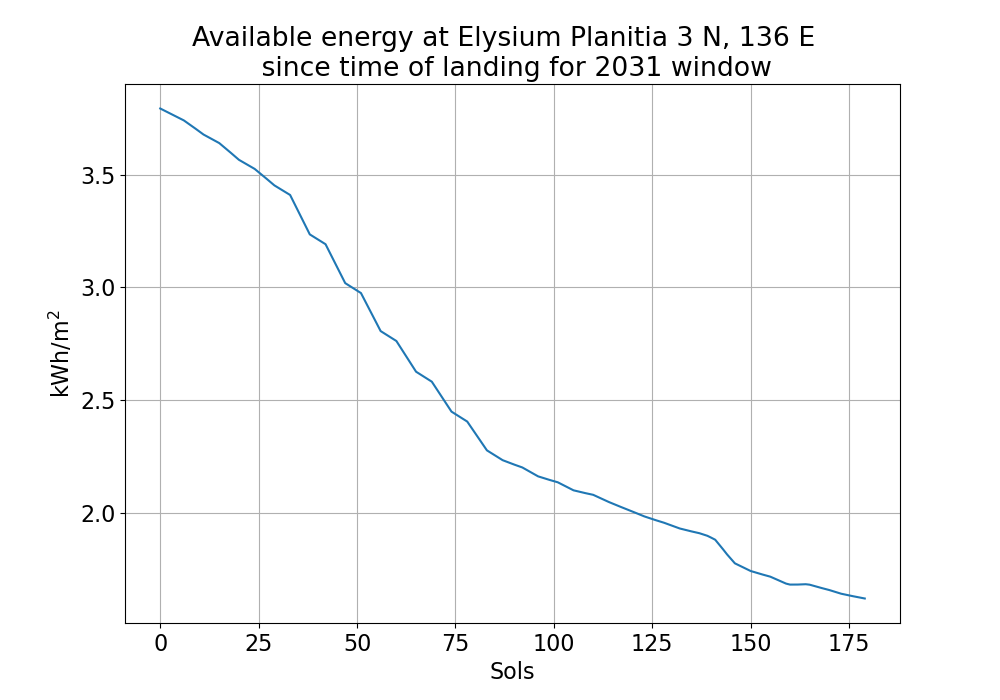 Available energy at Elysium Planitia 3 N, 136 E
since time of landing for 2031 window
3.5
3.0
2.5
2.0
kWh/m²
0 25 50 75 100 125 150 175
Sols